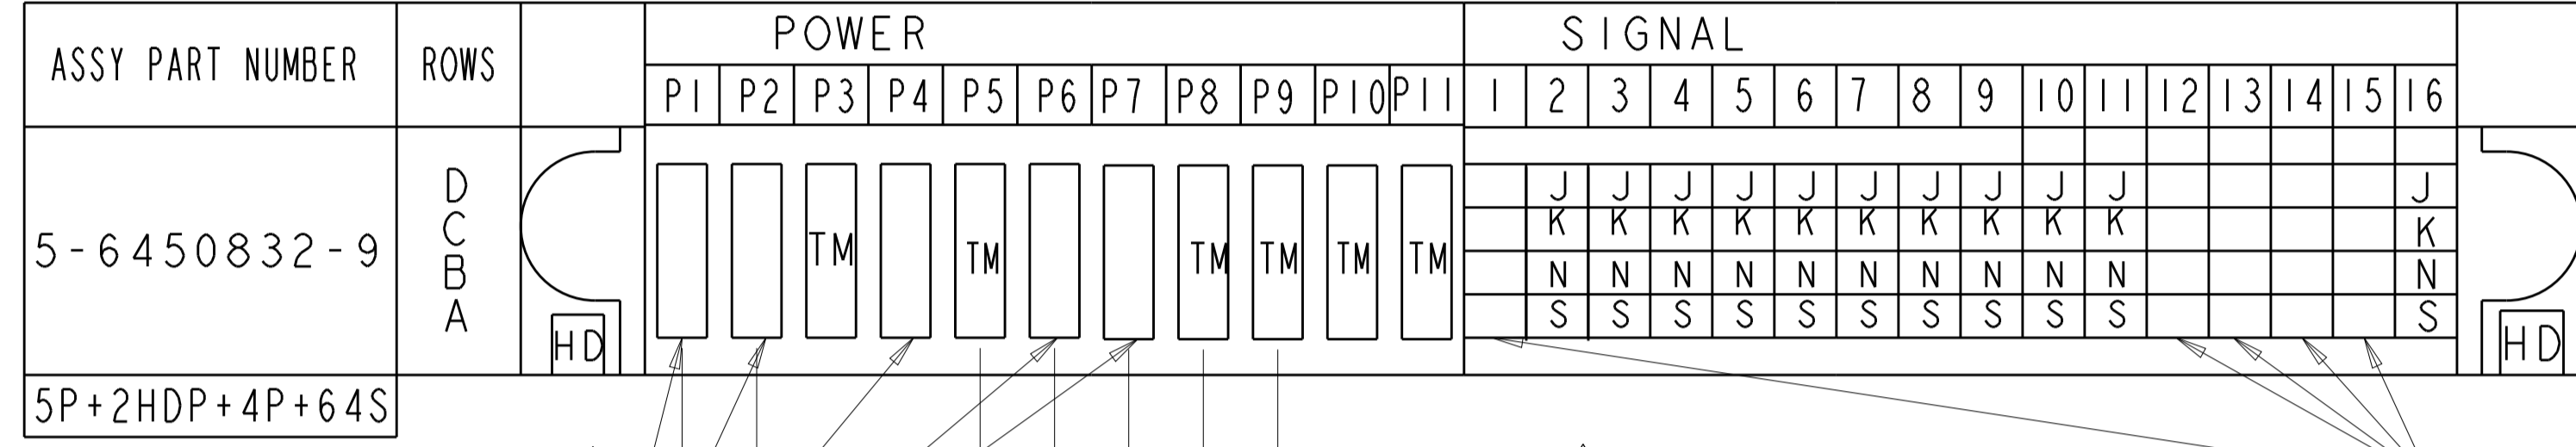 POWER SIGNAL
ASSY PART NUMBER ROWS
P1 P2 P3 P4 P5 P6 P7 P8 P9 P10 P11 1 2 3 4 5 6 7 8 9 10 11 12 13 14 15 16
D J J J J J J J J J J J
C K K K K K K K K K K K
5-6450832-9 TM TM TM TM TM TM
B N N N N N N N N N N N
A S S S S S S S S S S S
HD HD
5P+2HDP+4P+64S